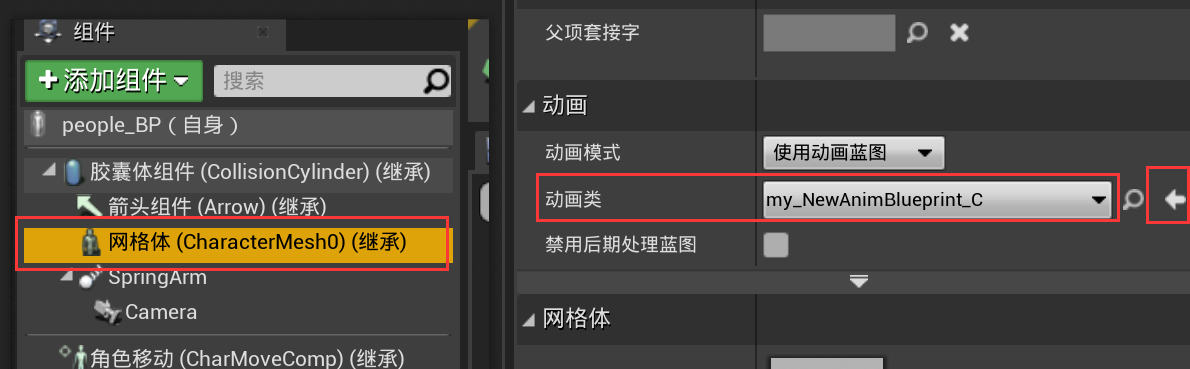 组件
添加组件
搜索
people_BP（自身）
胶囊体组件 (CollisionCylinder) (继承)
箭头组件 (Arrow) (继承)
网格体 (CharacterMesh0) (继承)
SpringArm
Camera
角色移动 (CharMoveComp) (继承)
父项套接字
动画
动画模式
使用动画蓝图
动画类
my_NewAnimBlueprint_C
禁用后期处理蓝图
网格体